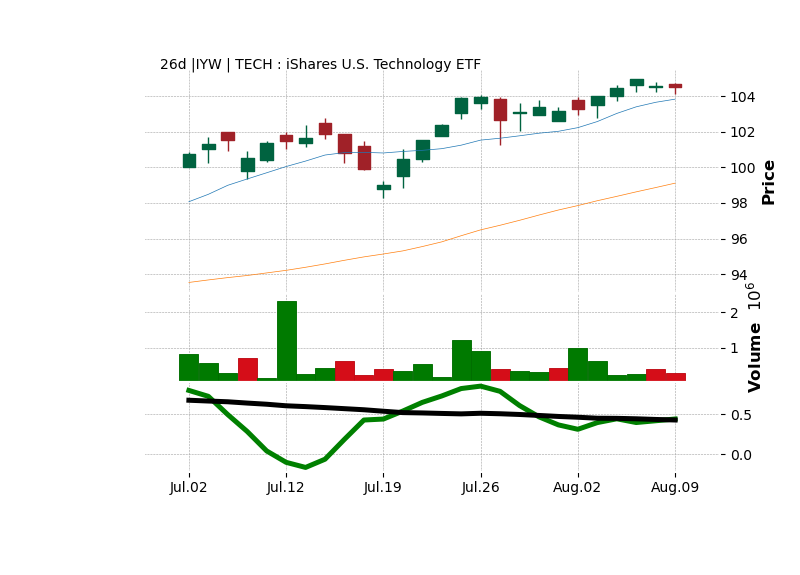 26d |IYW | TECH : iShares U.S. Technology ETF
104
102
100
98
96
94
Price
2
1
Volume 10^6
0.5
0.0
Jul.02 Jul.12 Jul.19 Jul.26 Aug.02 Aug.09